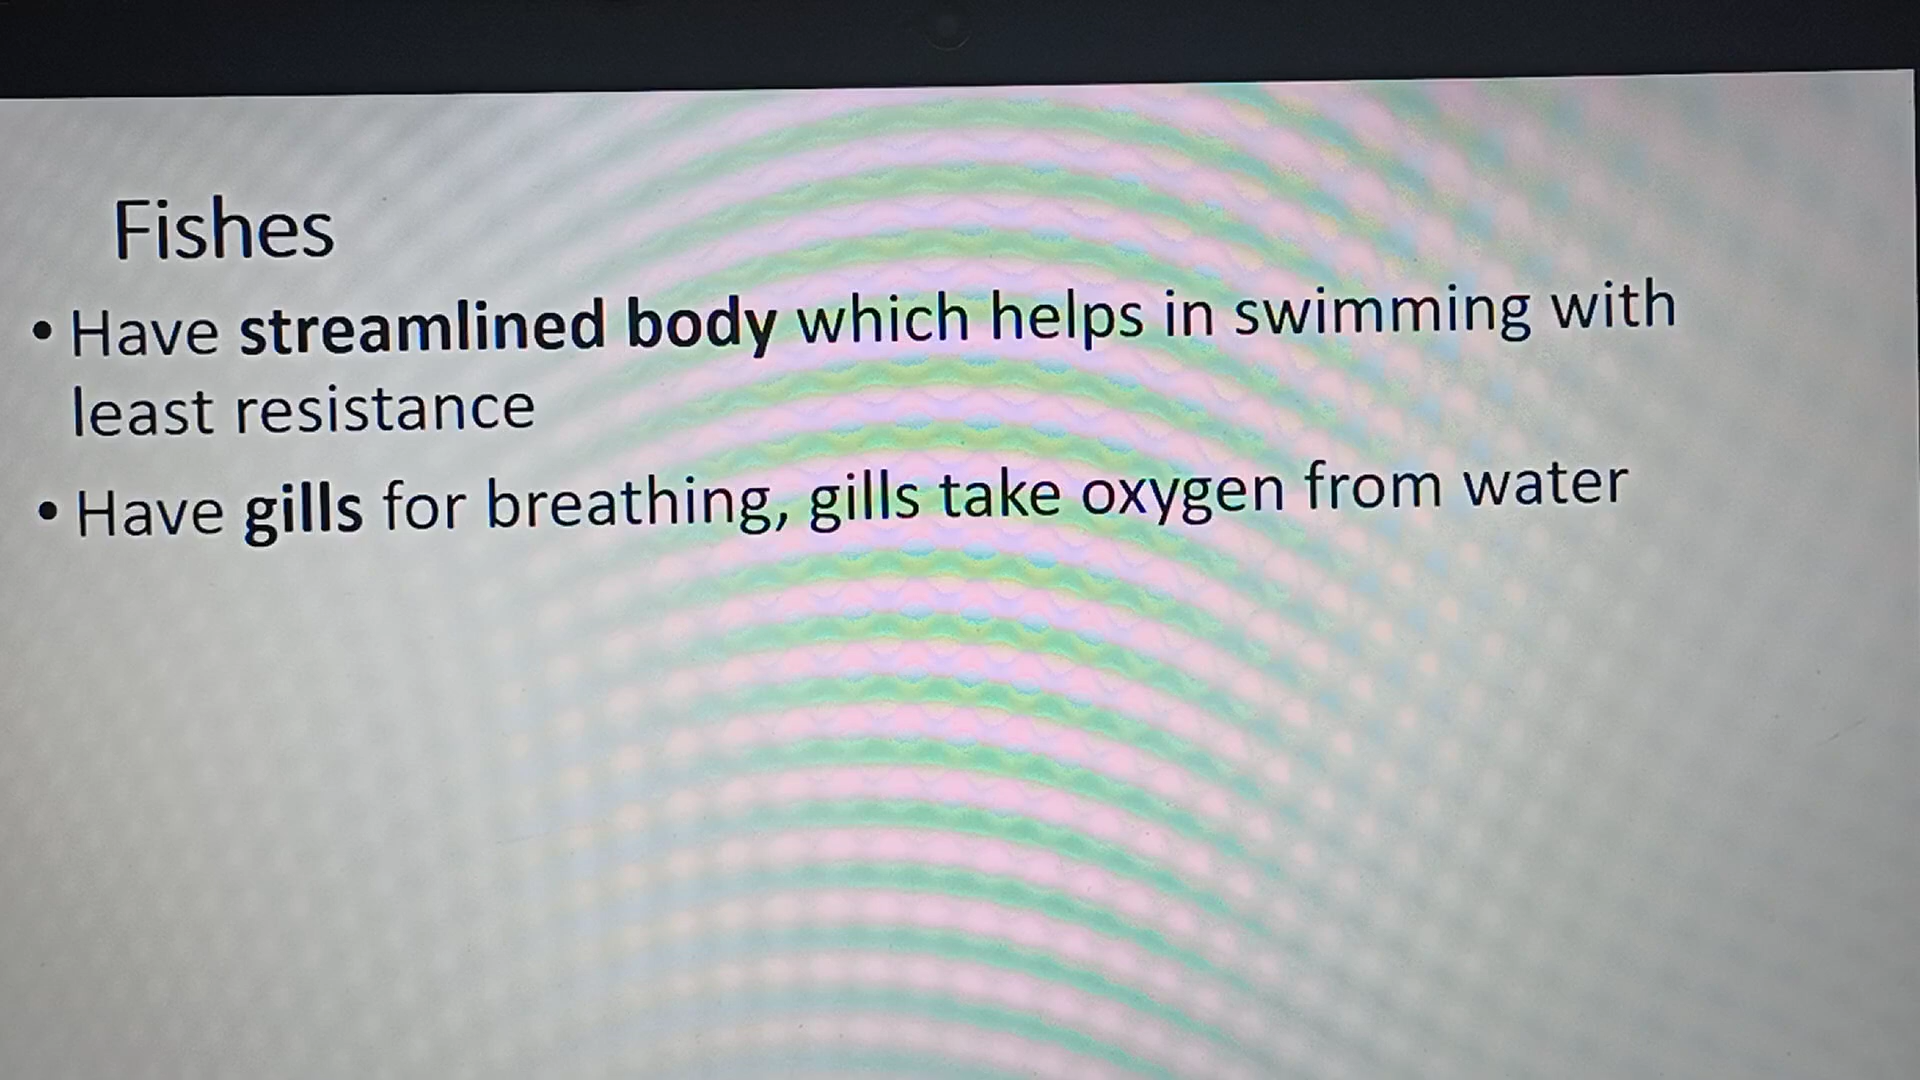 Fishes
• Have streamlined body which helps in swimming with
least resistance
• Have gills for breathing, gills take oxygen from water